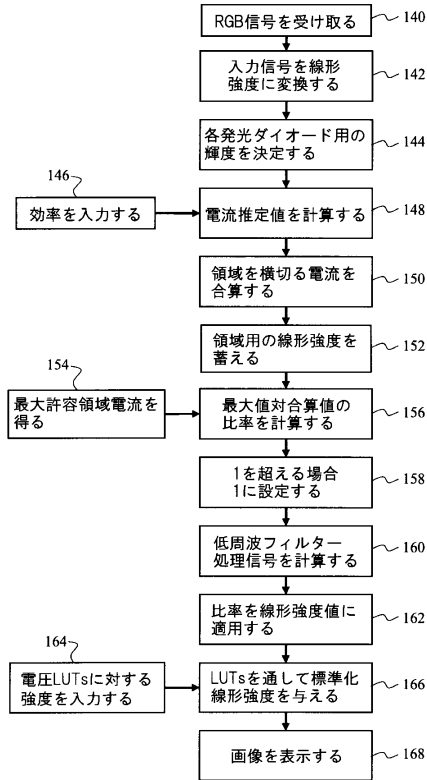 RGB信号を受け取る
140
入力信号を線形
強度に変換する
142
各発光ダイオード用の
輝度を決定する
144
146
効率を入力する
電流推定値を計算する
148
領域を横切る電流を
合算する
150
領域用の線形強度を
蓄える
152
154
最大許容領域電流を
得る
最大値対合算値の
比率を計算する
156
1を超える場合
1に設定する
158
低周波フィルター
処理信号を計算する
160
比率を線形強度値に
適用する
162
164
電圧LUTsに対する
強度を入力する
LUTsを通して標準化
線形強度を与える
166
画像を表示する
168